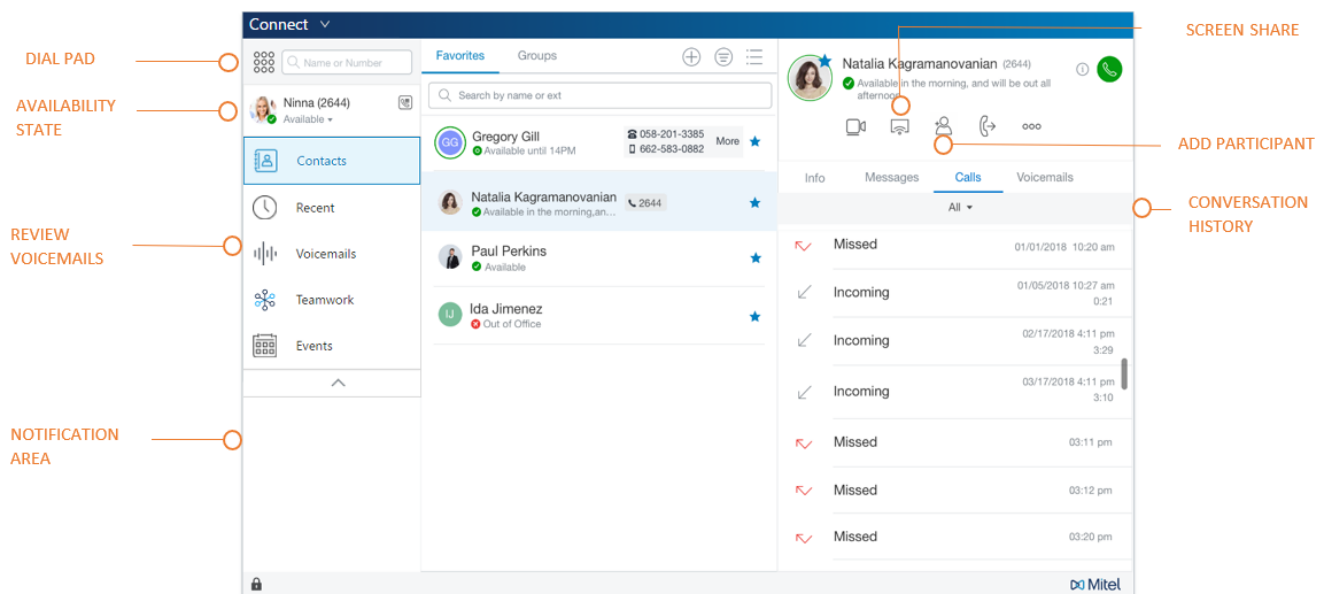 Connect
SCREEN SHARE
DIAL PAD
Name or Number
Favorites Groups
Natalia Kagramanovanian (2644)
Available in the morning, and will be out all
afternoon
AVAILABILITY
STATE
Ninna (2644)
Available
Search by name or ext
ADD PARTICIPANT
Contacts
Recent
Voicemails
Teamwork
Events
REVIEW
VOICEMAILS
NOTIFICATION
AREA
GG
Gregory Gill
Available until 14PM
058-201-3385
662-583-0882
More
Natalia Kagramanovanian
Available in the morning,an...
2644
Paul Perkins
Available
IJ
Ida Jimenez
Out of Office
Info Messages Calls Voicemails
All
CONVERSATION
HISTORY
Missed 01/01/2018 10:20 am
Incoming 01/05/2018 10:27 am
0:21
Incoming 02/17/2018 4:11 pm
3:29
Incoming 03/17/2018 4:11 pm
3:10
Missed 03:11 pm
Missed 03:12 pm
Missed 03:20 pm
Mitel